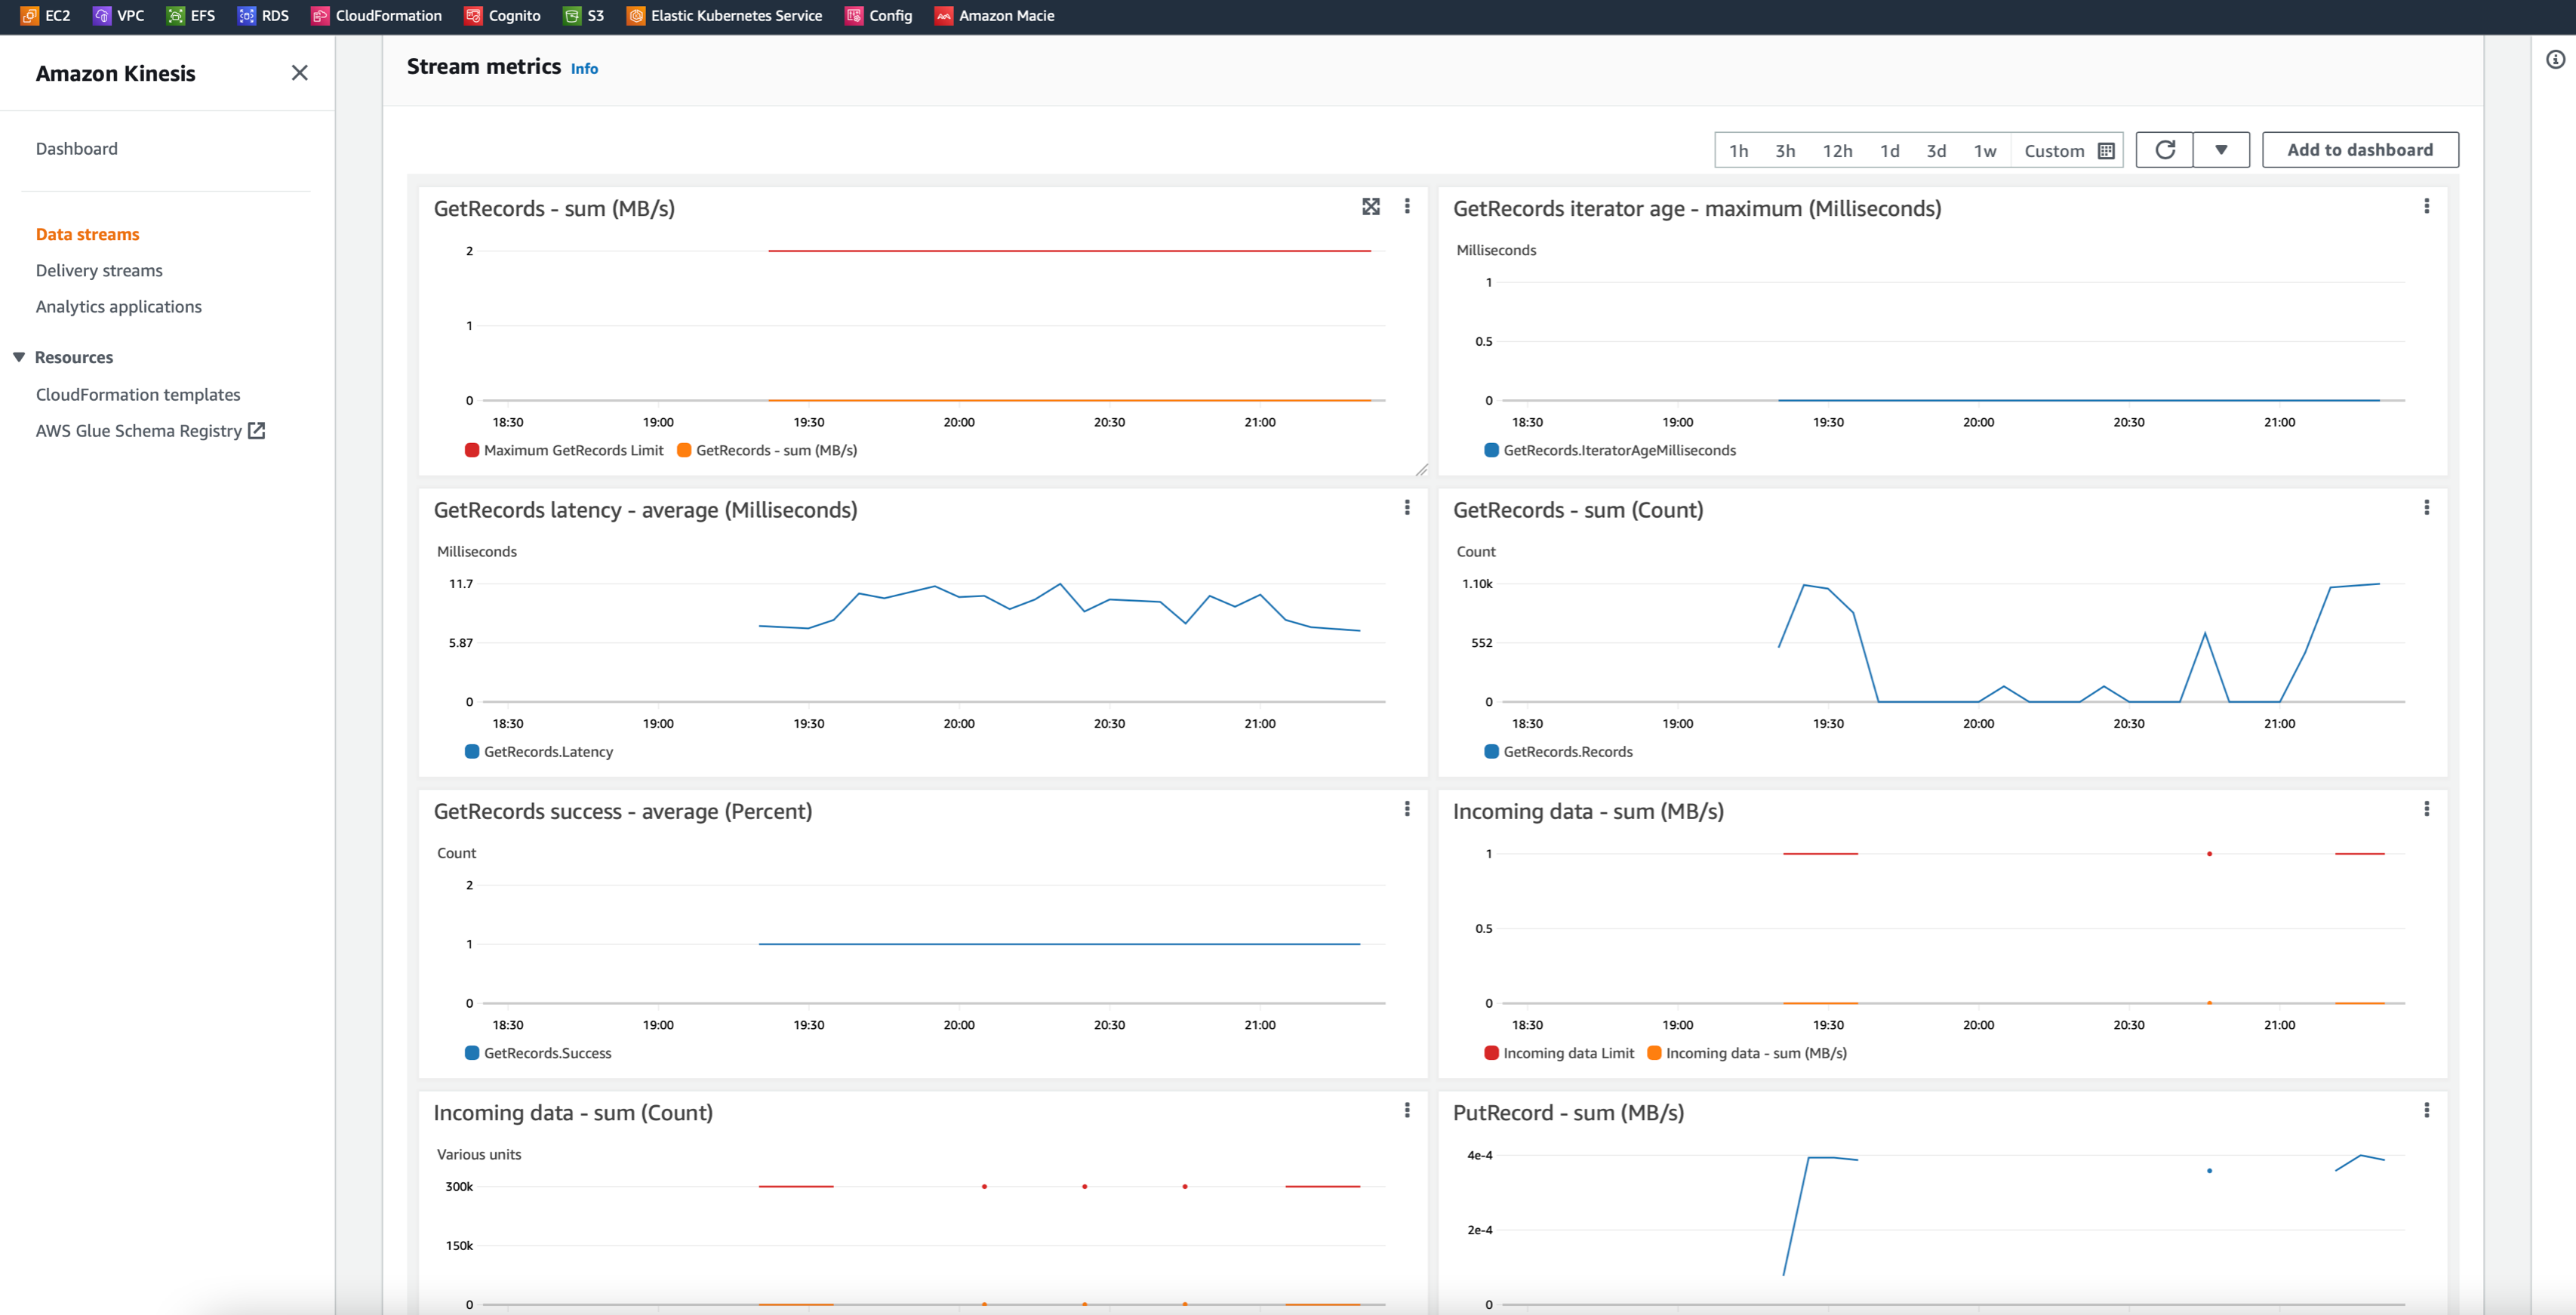 EC2 VPC EFS RDS CloudFormation Cognito S3 Elastic Kubernetes Service Config Amazon Macie
Amazon Kinesis
Dashboard
Data streams
Delivery streams
Analytics applications
Resources
CloudFormation templates
AWS Glue Schema Registry
Stream metrics Info
1h 3h 12h 1d 3d 1w Custom Add to dashboard
GetRecords - sum (MB/s)
2
1
0
18:30 19:00 19:30 20:00 20:30 21:00
Maximum GetRecords Limit GetRecords - sum (MB/s)
GetRecords iterator age - maximum (Milliseconds)
Milliseconds
1
0.5
0
18:30 19:00 19:30 20:00 20:30 21:00
GetRecords.IteratorAgeMilliseconds
GetRecords latency - average (Milliseconds)
Milliseconds
11.7
5.87
0
18:30 19:00 19:30 20:00 20:30 21:00
GetRecords.Latency
GetRecords - sum (Count)
Count
1.10k
552
0
18:30 19:00 19:30 20:00 20:30 21:00
GetRecords.Records
GetRecords success - average (Percent)
Count
2
1
0
18:30 19:00 19:30 20:00 20:30 21:00
GetRecords.Success
Incoming data - sum (MB/s)
1
0.5
0
18:30 19:00 19:30 20:00 20:30 21:00
Incoming data Limit Incoming data - sum (MB/s)
Incoming data - sum (Count)
Various units
300k
150k
0
PutRecord - sum (MB/s)
4e-4
2e-4
0